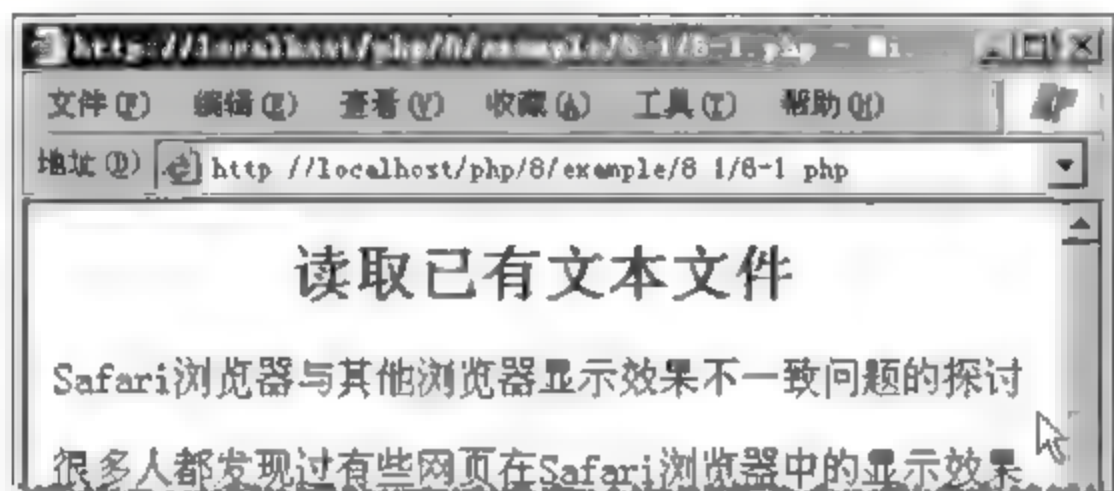 http://localhost/php/8/example/8-1/8-1.php - Mi
文件(F) 编辑(E) 查看(V) 收藏(A) 工具(T) 帮助(H)
地址(D) http //localhost/php/8/example/8 1/8-1 php
读取已有文本文件
Safari浏览器与其他浏览器显示效果不一致问题的探讨
很多人都发现过有些网页在Safari浏览器中的显示效果